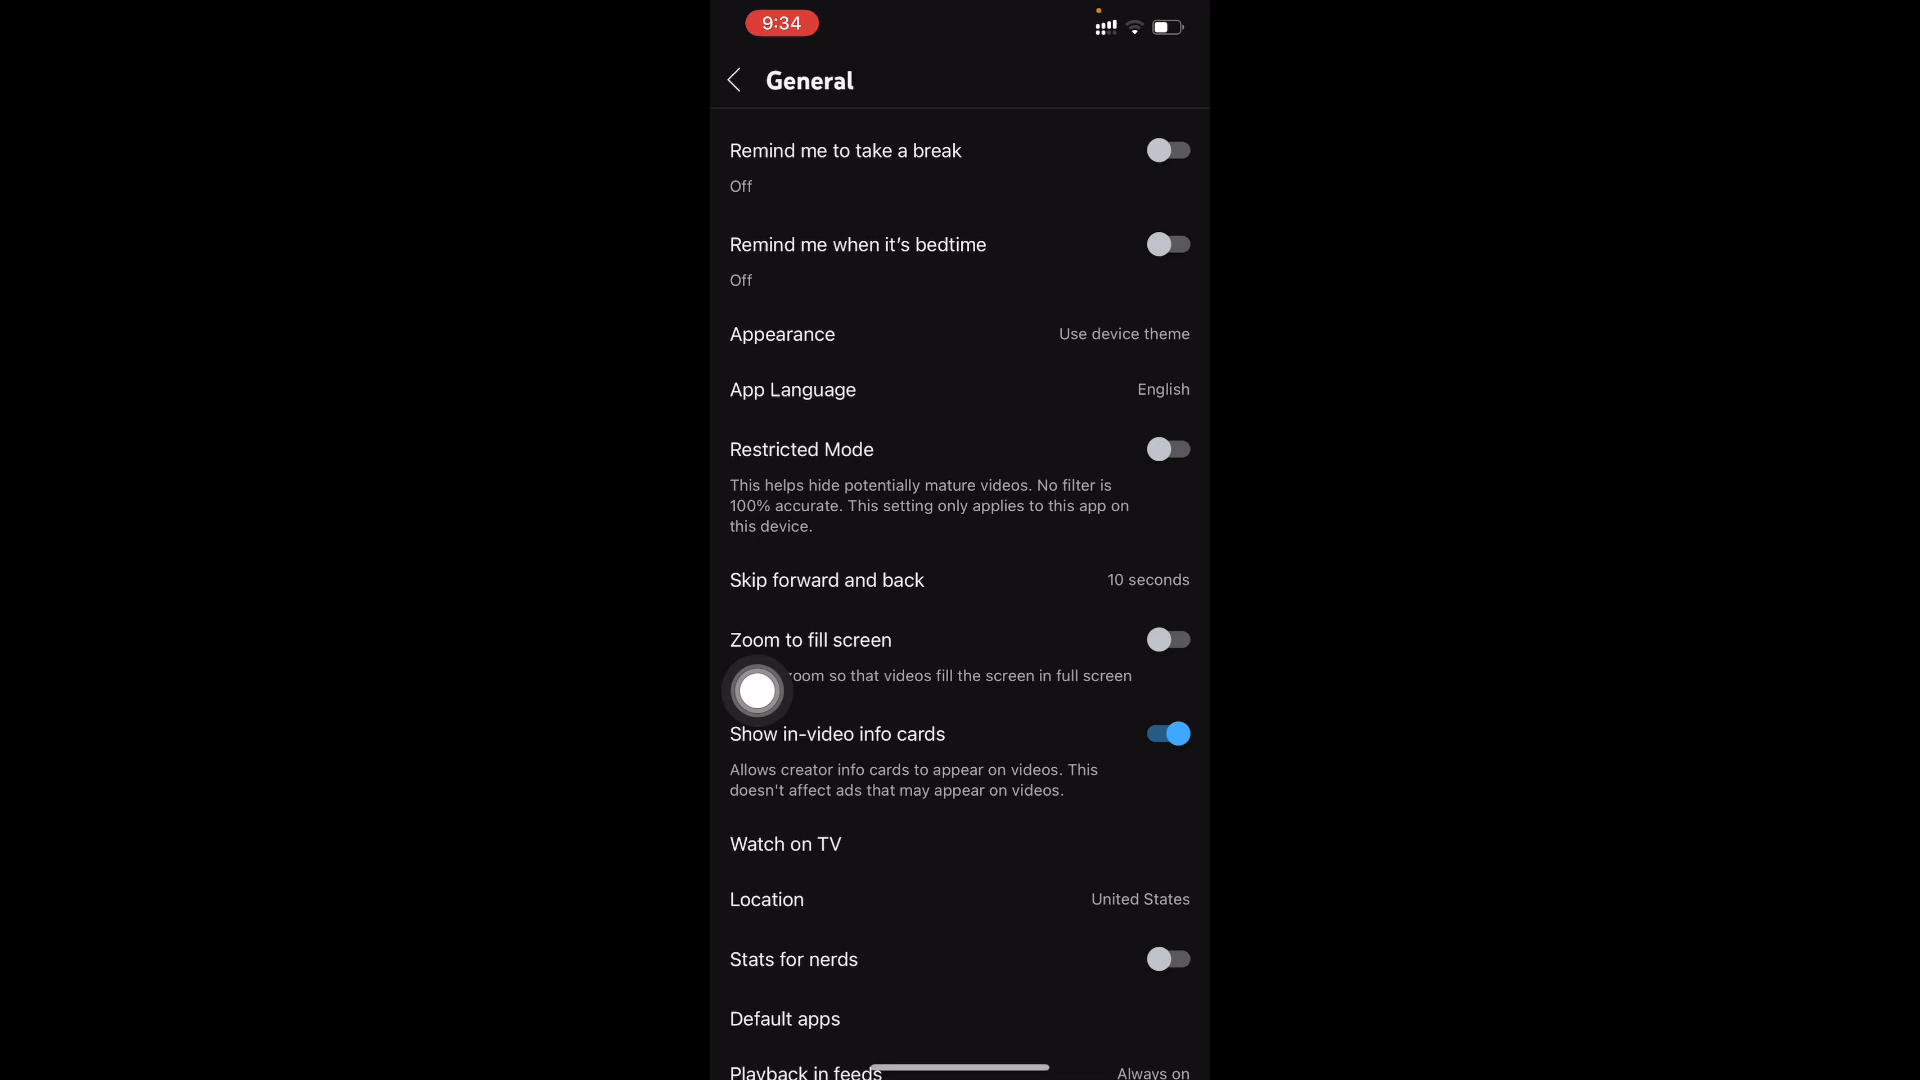 9:34
General
Remind me to take a break
Off
Remind me when it’s bedtime
Off
Appearance Use device theme
App Language English
Restricted Mode
This helps hide potentially mature videos. No filter is
100% accurate. This setting only applies to this app on
this device.
Skip forward and back 10 seconds
Zoom to fill screen
zoom so that videos fill the screen in full screen
Show in-video info cards
Allows creator info cards to appear on videos. This
doesn't affect ads that may appear on videos.
Watch on TV
Location United States
Stats for nerds
Default apps
Playback in feeds Always on